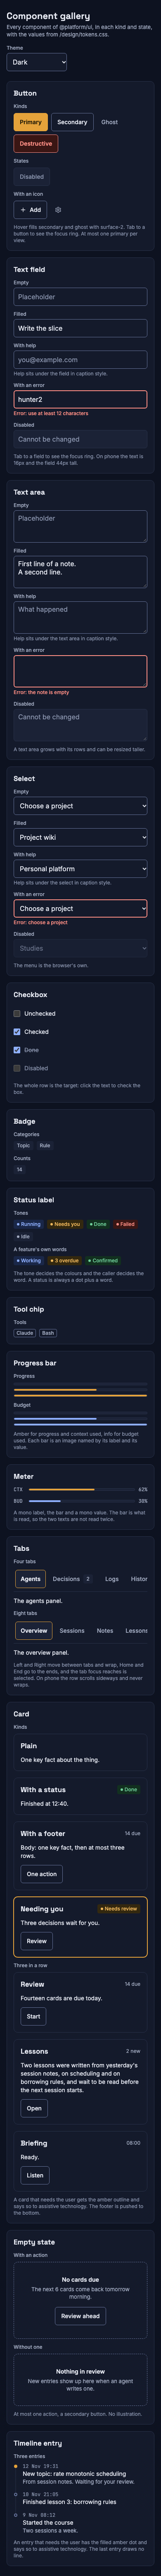 Component gallery
Every component of @platform/ui, in each kind and state,
with the values from /design/tokens.css.
Theme
Dark
Button
Kinds
Primary
Secondary
Ghost
Destructive
States
Disabled
With an icon
Add
Hover fills secondary and ghost with surface-2. Tab to a
button to see the focus ring. At most one primary per
view.
Text field
Empty
Placeholder
Filled
Write the slice
With help
you@example.com
Help sits under the field in caption style.
With an error
hunter2
Error: use at least 12 characters
Disabled
Cannot be changed
Tab to a field to see the focus ring. On phone the text is
16px and the field 44px tall.
Text area
Empty
Placeholder
Filled
First line of a note.
A second line.
With help
What happened
Help sits under the text area in caption style.
With an error
Error: the note is empty
Disabled
Cannot be changed
A text area grows with its rows and can be resized taller.
Select
Empty
Choose a project
Filled
Project wiki
With help
Personal platform
Help sits under the select in caption style.
With an error
Choose a project
Error: choose a project
Disabled
Studies
The menu is the browser's own.
Checkbox
Unchecked
Checked
Done
Disabled
The whole row is the target: click the text to check the
box.
Badge
Categories
Topic
Rule
Counts
14
Status label
Tones
Running
Needs you
Done
Failed
Idle
A feature's own words
Working
3 overdue
Confirmed
The tone decides the colours and the caller decides the
word. A status is always a dot plus a word.
Tool chip
Tools
Claude
Bash
Progress bar
Progress
Budget
Amber for progress and context used, info for budget
used. Each bar is an image named by its label and its
value.
Meter
CTX 62%
BUD 30%
A mono label, the bar and a mono value. The bar is what
is read, so the two texts are not read twice.
Tabs
Four tabs
Agents
Decisions 2
Logs
Histor
The agents panel.
Eight tabs
Overview
Sessions
Notes
Lessons
The overview panel.
Left and Right move between tabs and wrap, Home and
End go to the ends, and the tab focus reaches is
selected. On phone the row scrolls sideways and never
wraps.
Card
Kinds
Plain
One key fact about the thing.
With a status
Done
Finished at 12:40.
With a footer
14 due
Body: one key fact, then at most three
rows.
One action
Needing you
Needs review
Three decisions wait for you.
Review
Three in a row
Review
14 due
Fourteen cards are due today.
Start
Lessons
2 new
Two lessons were written from yesterday's
session notes, on scheduling and on
borrowing rules, and wait to be read before
the next session starts.
Open
Briefing
08:00
Ready.
Listen
A card that needs the user gets the amber outline and
says so to assistive technology. The footer is pushed to
the bottom.
Empty state
With an action
No cards due
The next 6 cards come back tomorrow
morning.
Review ahead
Without one
Nothing in review
New entries show up here when an agent
writes one.
At most one action, a secondary button. No illustration.
Timeline entry
Three entries
12 Nov 19:31
New topic: rate monotonic scheduling
From session notes. Waiting for your review.
10 Nov 21:05
Finished lesson 3: borrowing rules
9 Nov 08:12
Started the course
Two sessions a week.
An entry that needs the user has the filled amber dot and
says so to assistive technology. The last entry draws no
line.